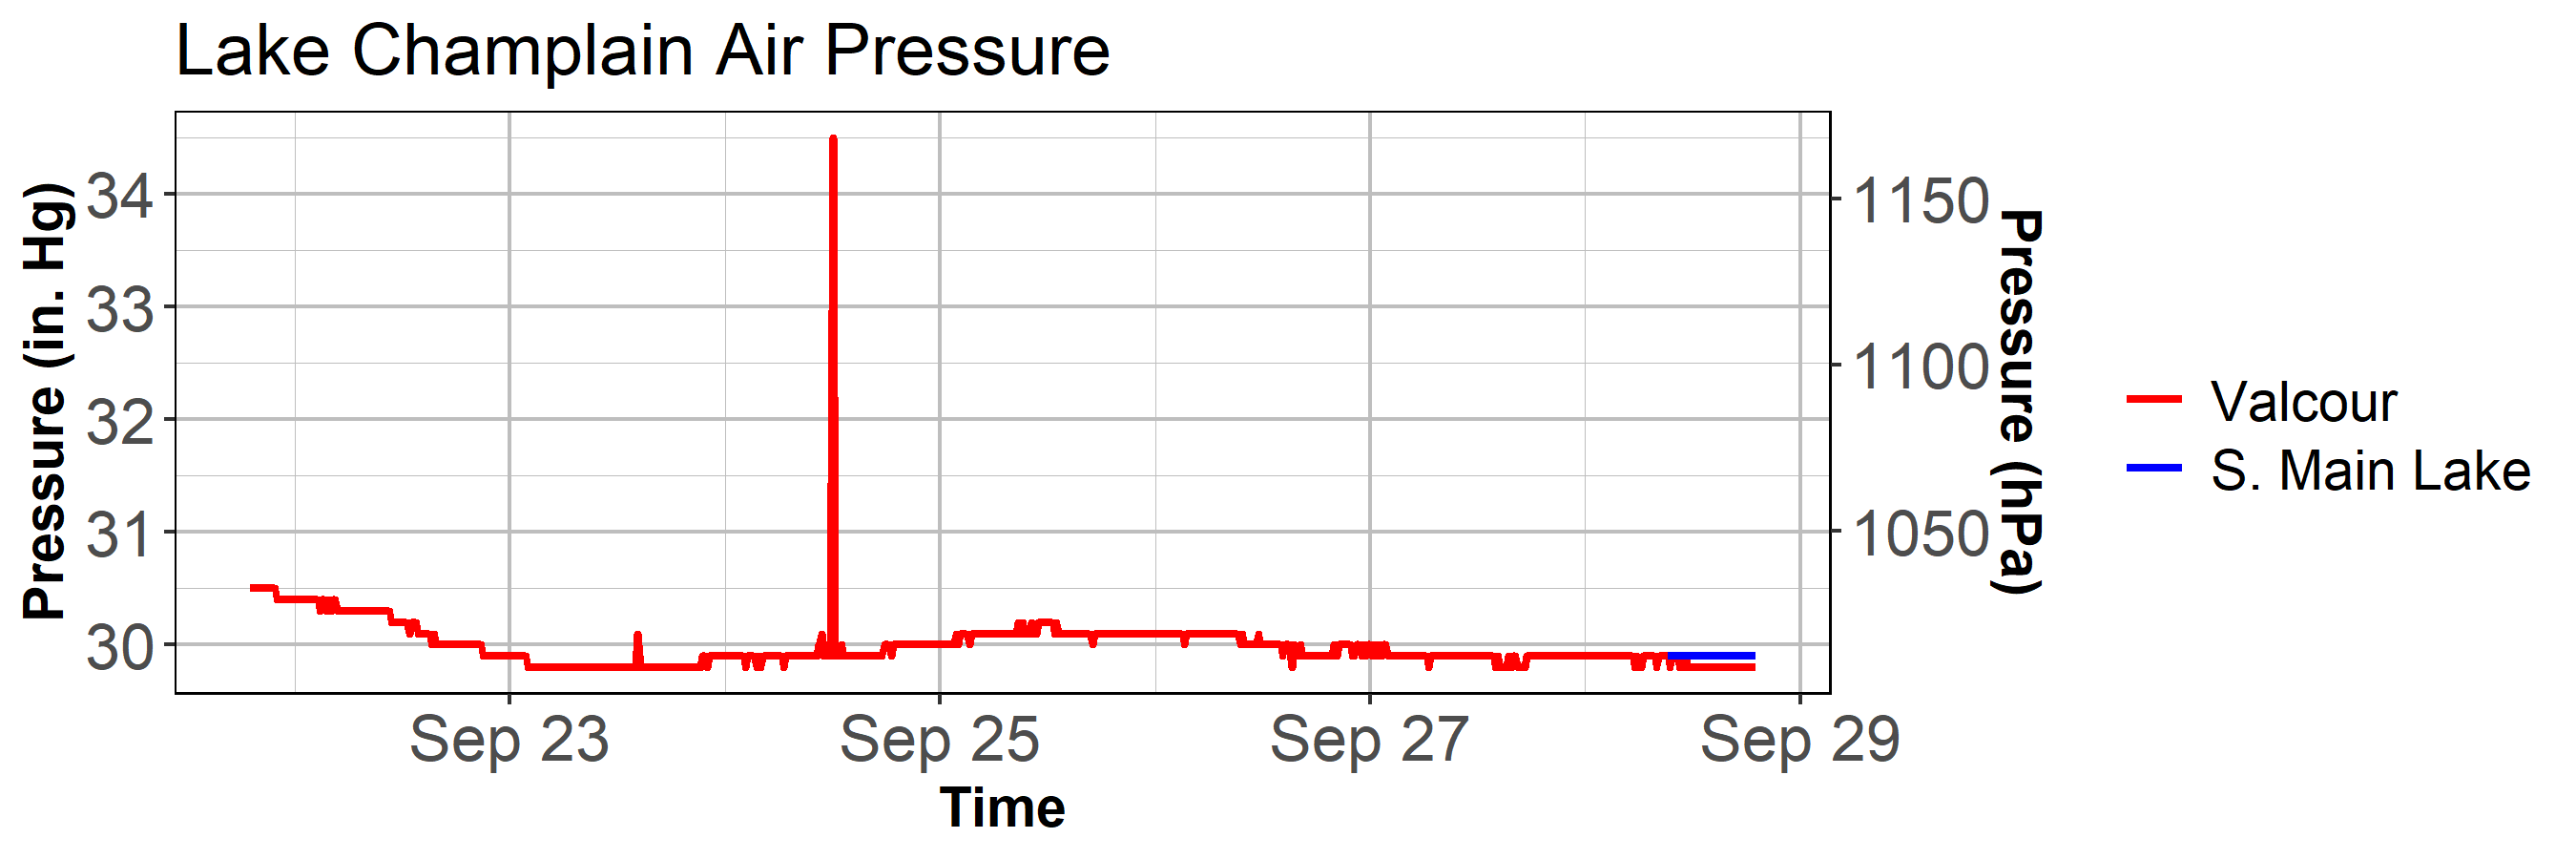 Lake Champlain Air Pressure
Pressure (in. Hg)
34
33
32
31
30
1150
1100
1050
Pressure (hPa)
Valcour
S. Main Lake
Sep 23 Sep 25 Sep 27 Sep 29
Time